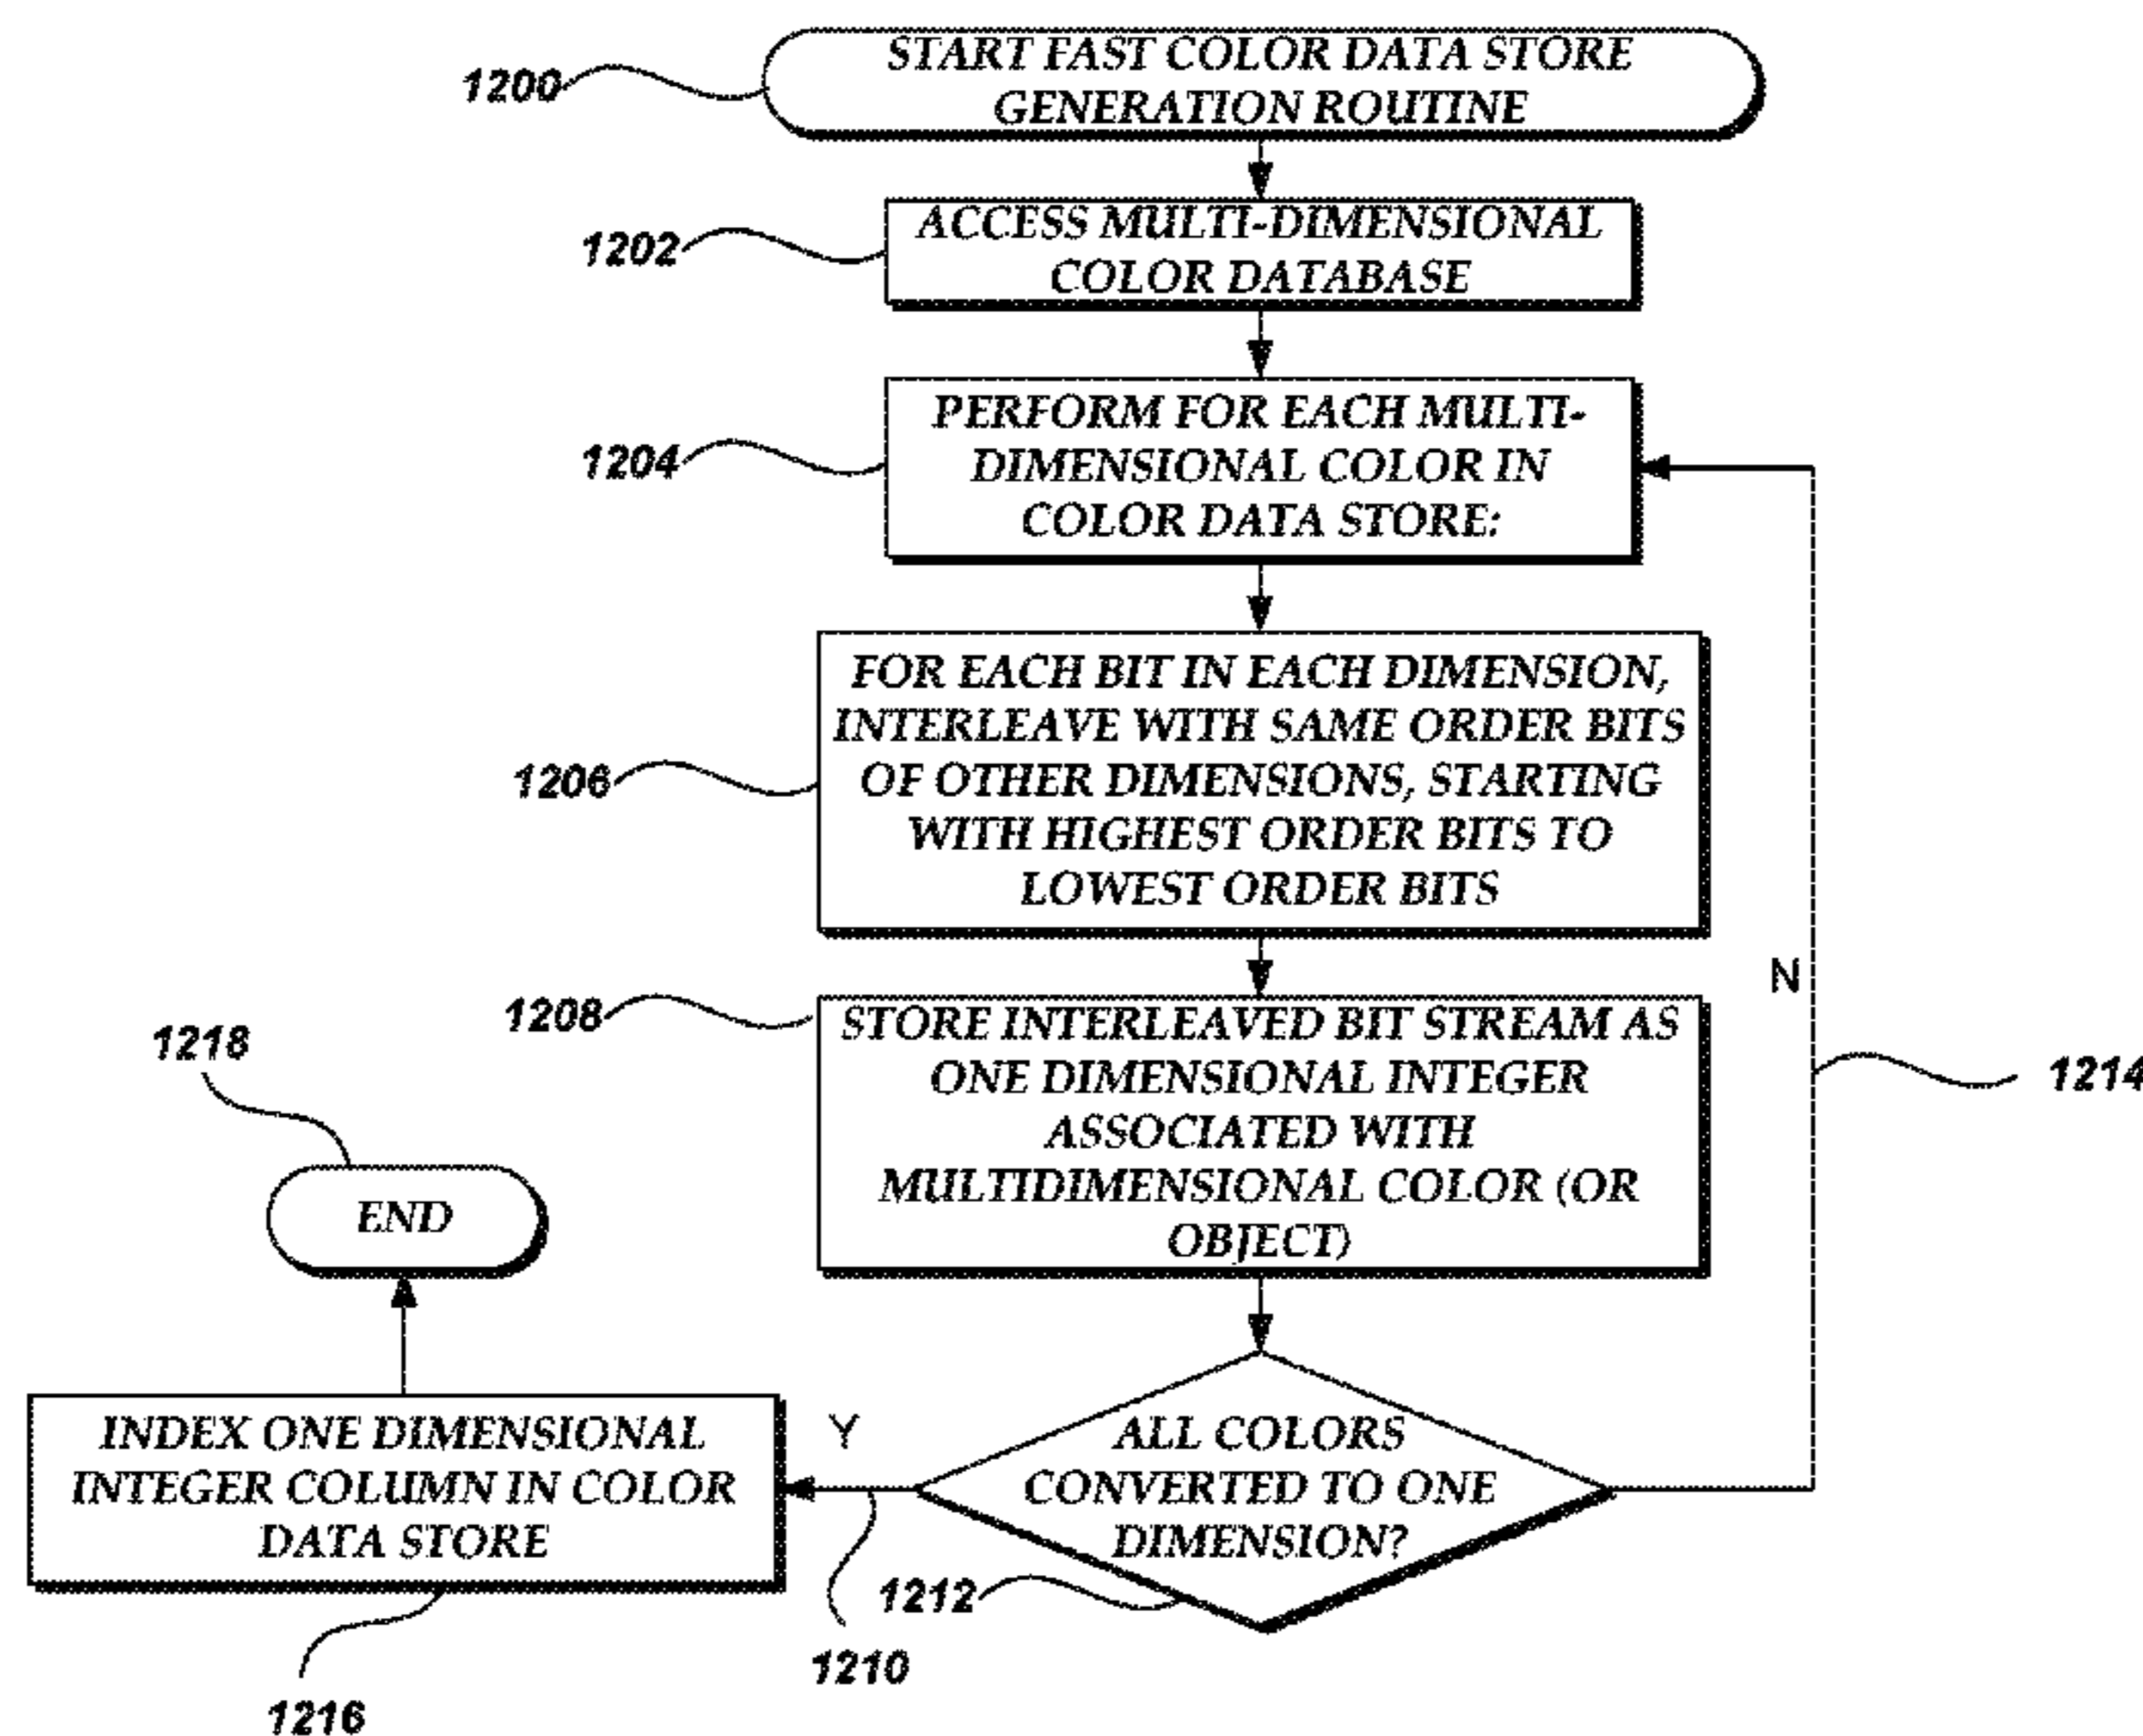 1200
START FAST COLOR DATA STORE
GENERATION ROUTINE
1202
ACCESS MULTI-DIMENSIONAL
COLOR DATABASE
1204
PERFORM FOR EACH MULTI-
DIMENSIONAL COLOR IN
COLOR DATA STORE:
1206
FOR EACH BIT IN EACH DIMENSION,
INTERLEAVE WITH SAME ORDER BITS
OF OTHER DIMENSIONS, STARTING
WITH HIGHEST ORDER BITS TO
LOWEST ORDER BITS
N
1208
STORE INTERLEAVED BIT STREAM AS
ONE DIMENSIONAL INTEGER
ASSOCIATED WITH
MULTIDIMENSIONAL COLOR (OR
OBJECT)
1214
1218
END
ALL COLORS
CONVERTED TO ONE
DIMENSION?
Y
1212
1210
INDEX ONE DIMENSIONAL
INTEGER COLUMN IN COLOR
DATA STORE
1216